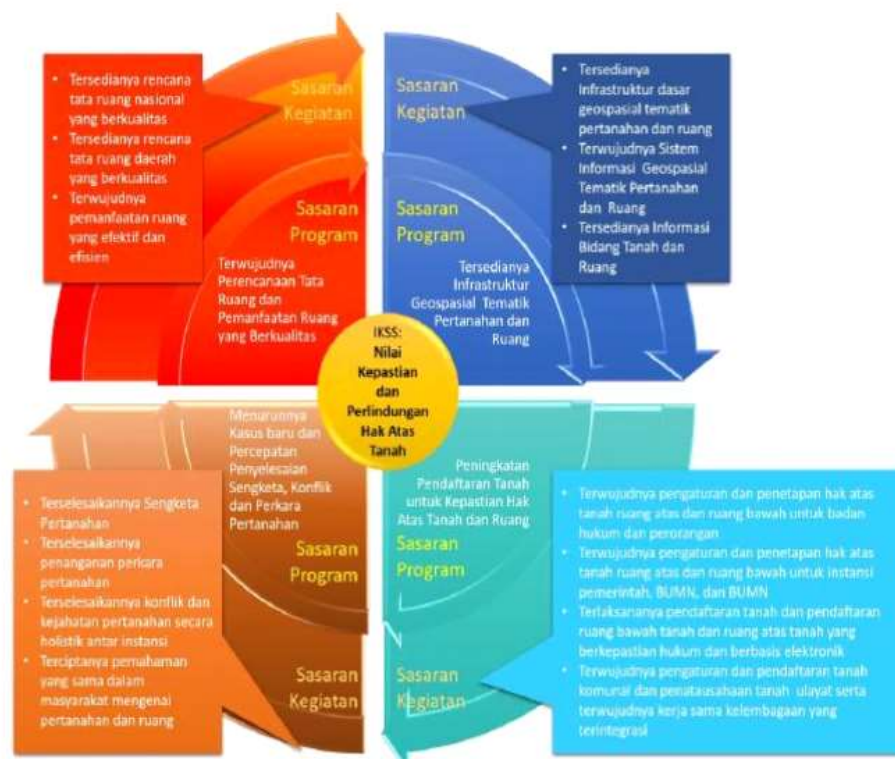 • Tersedianya rencana
tata ruang nasional
yang berkualitas
• Tersedianya rencana
tata ruang daerah
yang berkualitas
• Terwujudnya
pemanfaatan ruang
yang efektif dan
efisien
Sasaran
Kegiatan
Sasaran
Program
Terwujudnya
Perencanaan Tata
Ruang dan
Pemanfaatan Ruang
yang Berkualitas
Sasaran
Kegiatan
Sasaran
Program
Tersedianya
Infrastruktur
Geospasial Tematik
Pertanahan dan
Ruang
• Tersedianya
Infrastruktur dasar
geospasial tematik
pertanahan dan ruang
• Terwujudnya Sistem
Informasi Geospasial
Tematik Pertanahan
dan Ruang
• Tersedianya Informasi
Bidang Tanah dan
Ruang
IKSS:
Nilai
Kepastian
dan
Perlindungan
Hak Atas
Tanah
Menurunnya
Kasus baru dan
Percepatan
Penyelesaian
Sengketa, Konflik
dan Perkara
Pertanahan
Sasaran
Program
Sasaran
Kegiatan
• Terselesaikannya Sengketa
Pertanahan
• Terselesaikannya
penanganan perkara
pertanahan
• Terselesaikannya konflik dan
kejahatan pertanahan secara
holistik antar instansi
• Terciptanya pemahaman
yang sama dalam
masyarakat mengenai
pertanahan dan ruang
Peningkatan
Pendaftaran Tanah
untuk Kepastian Hak
Atas Tanah dan Ruang
Sasaran
Program
Sasaran
Kegiatan
• Terwujudnya pengaturan dan penetapan hak atas
tanah ruang atas dan ruang bawah untuk badan
hukum dan perorangan
• Terwujudnya pengaturan dan penetapan hak atas
tanah ruang atas dan ruang bawah untuk instansi
pemerintah, BUMN, dan BUMN
• Terlaksananya pendaftaran tanah dan pendaftaran
ruang bawah tanah dan ruang atas tanah yang
berkepastian hukum dan berbasis elektronik
• Terwujudnya pengaturan dan pendaftaran tanah
komunal dan penatausahaan tanah ulayat serta
terwujudnya kerja sama kelembagaan yang
terintegrasi